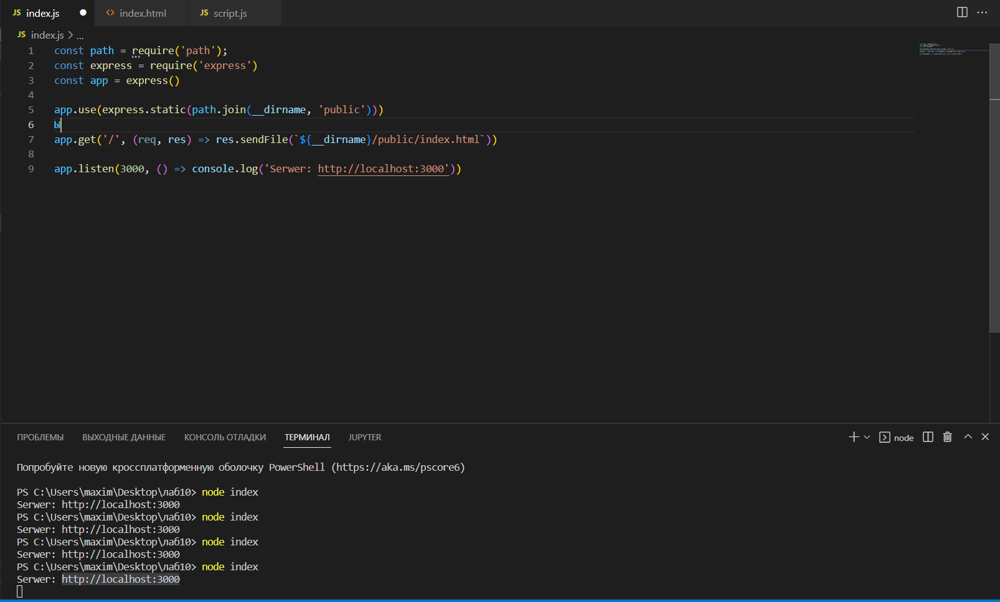 JS index.js ● <> index.html JS script.js
JS index.js > ...
1 const path = require('path');
2 const express = require('express')
3 const app = express()
4
5 app.use(express.static(path.join(__dirname, 'public')))
6 ы
7 app.get('/', (req, res) => res.sendFile(`${__dirname}/public/index.html`))
8
9 app.listen(3000, () => console.log('Serwer: http://localhost:3000'))
ПРОБЛЕМЫ ВЫХОДНЫЕ ДАННЫЕ КОНСОЛЬ ОТЛАДКИ ТЕРМИНАЛ JUPYTER node
Попробуйте новую кроссплатформенную оболочку PowerShell (https://aka.ms/pscore6)
PS C:\Users\maxim\Desktop\ла610> node index
Serwer: http://localhost:3000
PS C:\Users\maxim\Desktop\ла610> node index
Serwer: http://localhost:3000
PS C:\Users\maxim\Desktop\ла610> node index
Serwer: http://localhost:3000
PS C:\Users\maxim\Desktop\ла610> node index
Serwer: http://localhost:3000